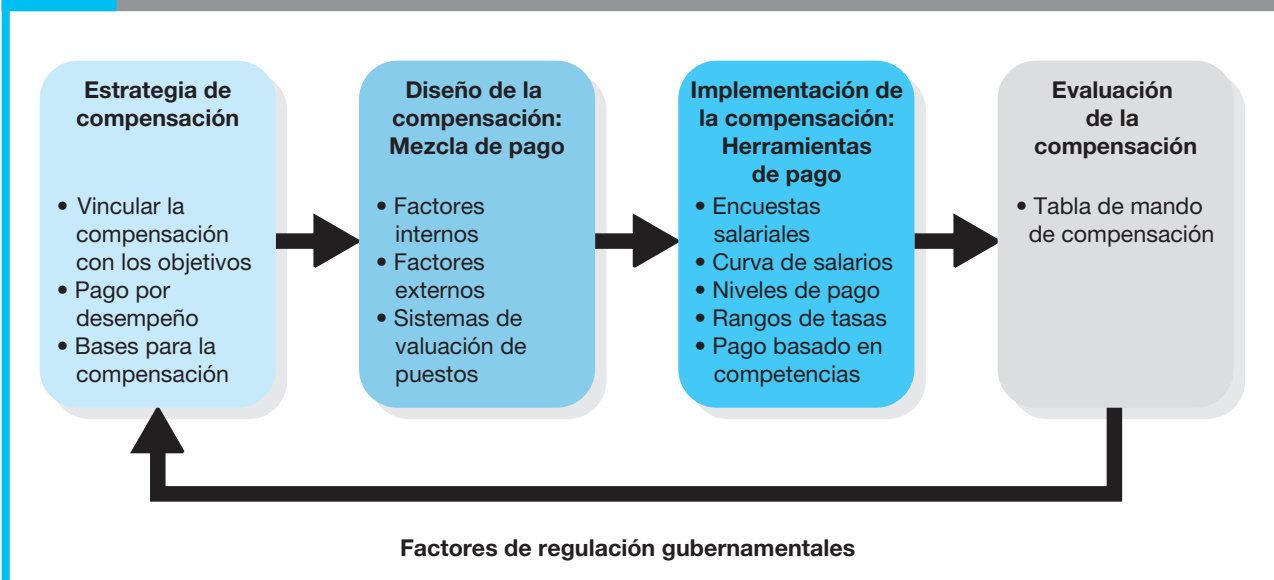 Estrategia de
compensación
• Vincular la
compensación
con los objetivos
• Pago por
desempeño
• Bases para la
compensación
Diseño de la
compensación:
Mezcla de pago
• Factores
internos
• Factores
externos
• Sistemas de
valuación de
puestos
Implementación de
la compensación:
Herramientas
de pago
• Encuestas
salariales
• Curva de salarios
• Niveles de pago
• Rangos de tasas
• Pago basado en
competencias
Evaluación
de la
compensación
• Tabla de mando
de compensación
Factores de regulación gubernamentales